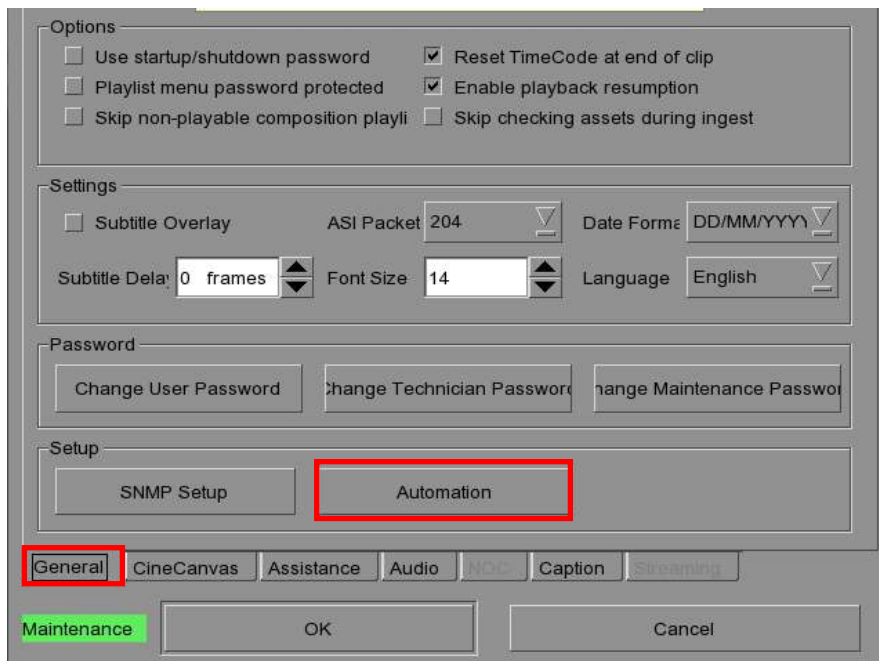 Options
Use startup/shutdown password Reset TimeCode at end of clip
Playlist menu password protected Enable playback resumption
Skip non-playable composition playli Skip checking assets during ingest
Settings
Subtitle Overlay ASI Packet 204 Date Forma DD/MM/YYYY
Subtitle Delay 0 frames Font Size 14 Language English
Password
Change User Password Change Technician Password hange Maintenance Passwor
Setup
SNMP Setup Automation
General CineCanvas Assistance Audio NOC Caption Streaming
Maintenance OK Cancel